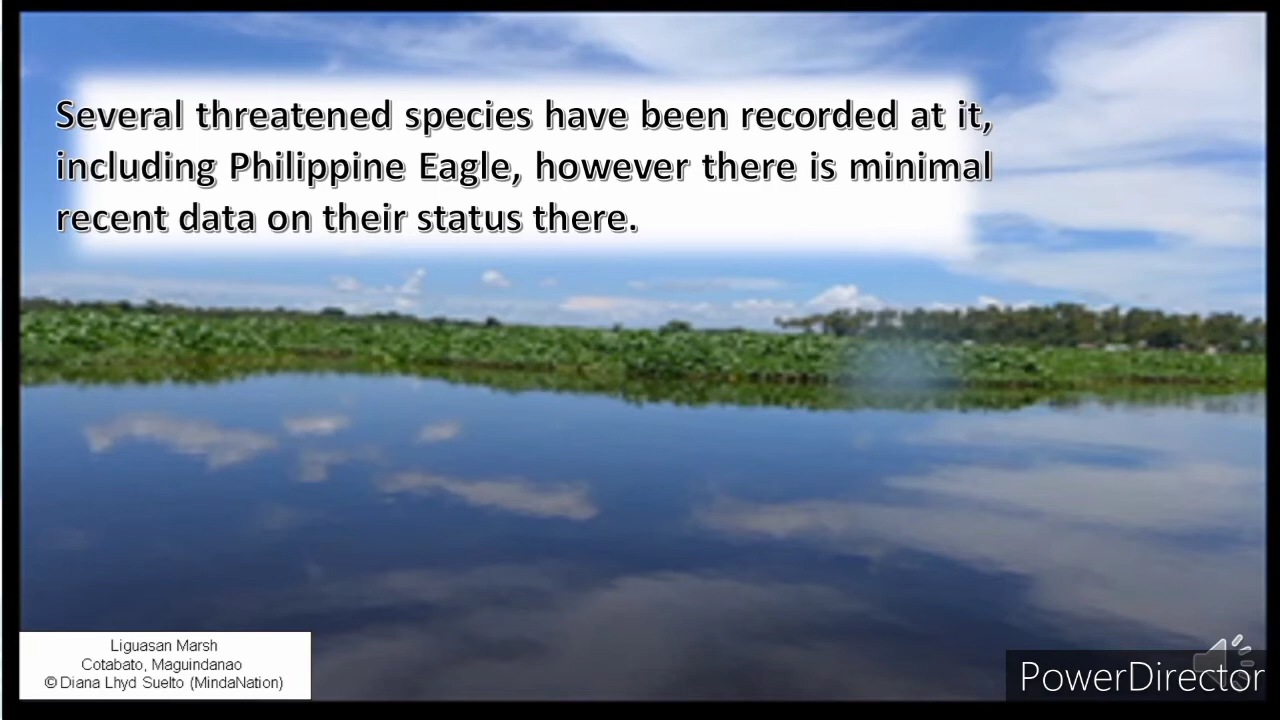 Several threatened species have been recorded at it,
including Philippine Eagle, however there is minimal
recent data on their status there.
Liguasan Marsh
Cotabato, Maguindanao
© Diana Lhyd Suelto (MindaNation)
PowerDirector